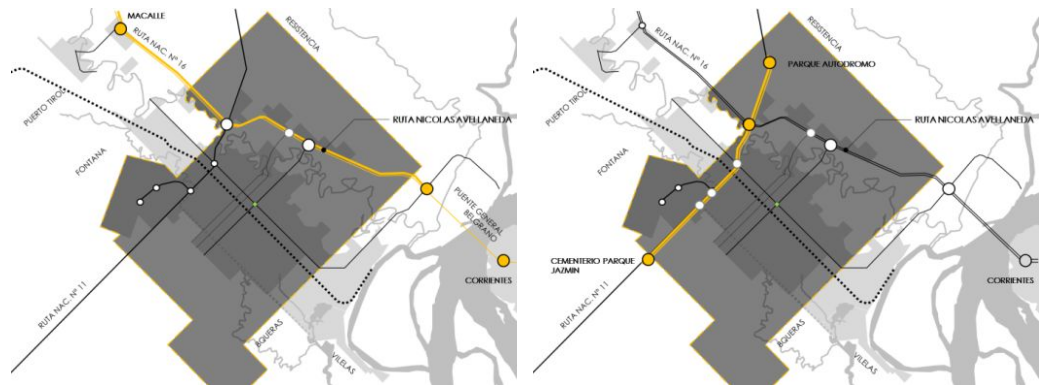 MACALLE
RUTA NAC. Nº 16
RESISTENCIA
PUERTO TIROL
RUTA NICOLAS AVELLANEDA
FONTANA
PUENTE GENERAL
BELGRANO
CORRIENTES
RUTA NAC. Nº 11
BQUERAS
VILELAS
RUTA NAC. Nº 16
RESISTENCIA
PARQUE AUTODROMO
PUERTO TIROL
RUTA NICOLAS AVELLANEDA
FONTANA
CEMENTERIO PARQUE
JAZMIN
CORRIENTES
RUTA NAC. Nº 11
BQUERAS
VILELAS